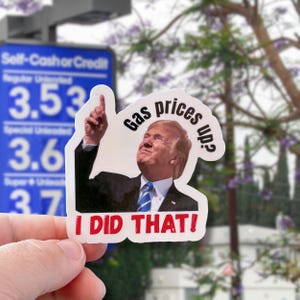 Self-Cash or Credit
Regular Unleaded
3.53
Special Unleaded
3.6
Super+ Unleaded
3.7
Gas prices up?
I DID THAT!